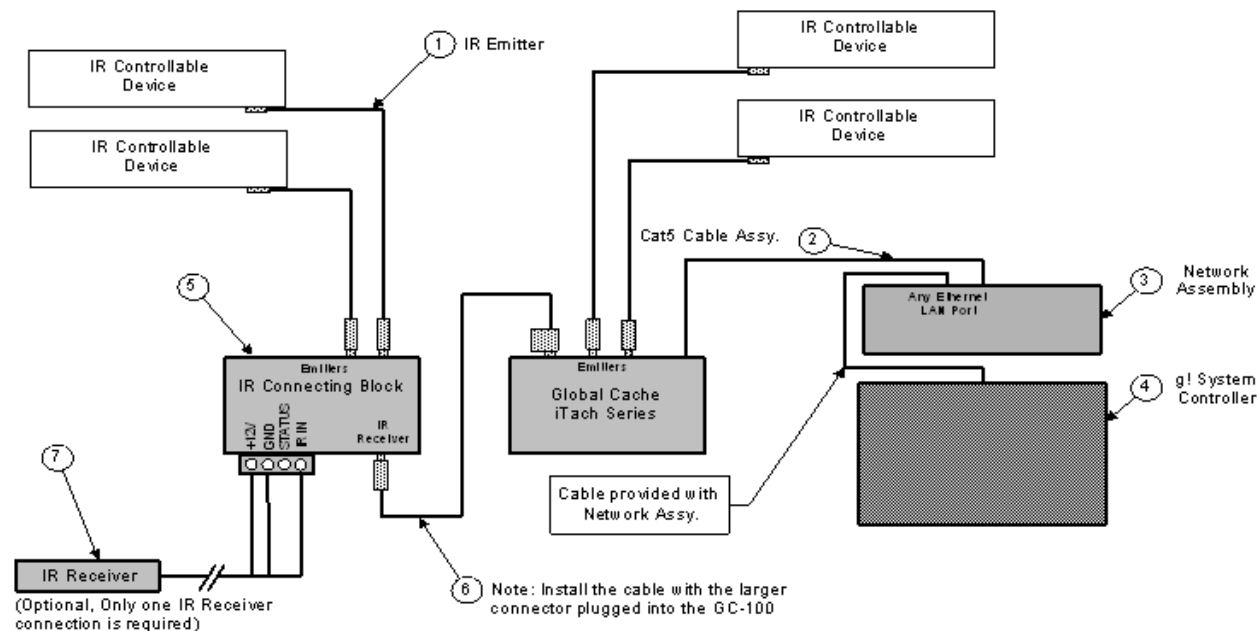 IR Controllable
Device
IR Controllable
Device
1 IR Emitter
IR Controllable
Device
IR Controllable
Device
Cat5 Cable Assy.
2
3 Network
Assembly
Any Ethernet
LAN Port
4 g! System
Controller
5
Emitters
IR Connecting Block
+12V
GND
STATUS
IR IN
IR
Receiver
Emitters
Global Cache
iTach Series
Cable provided with
Network Assy.
7
IR Receiver
(Optional, Only one IR Receiver
connection is required)
6 Note: Install the cable with the larger
connector plugged into the GC-100